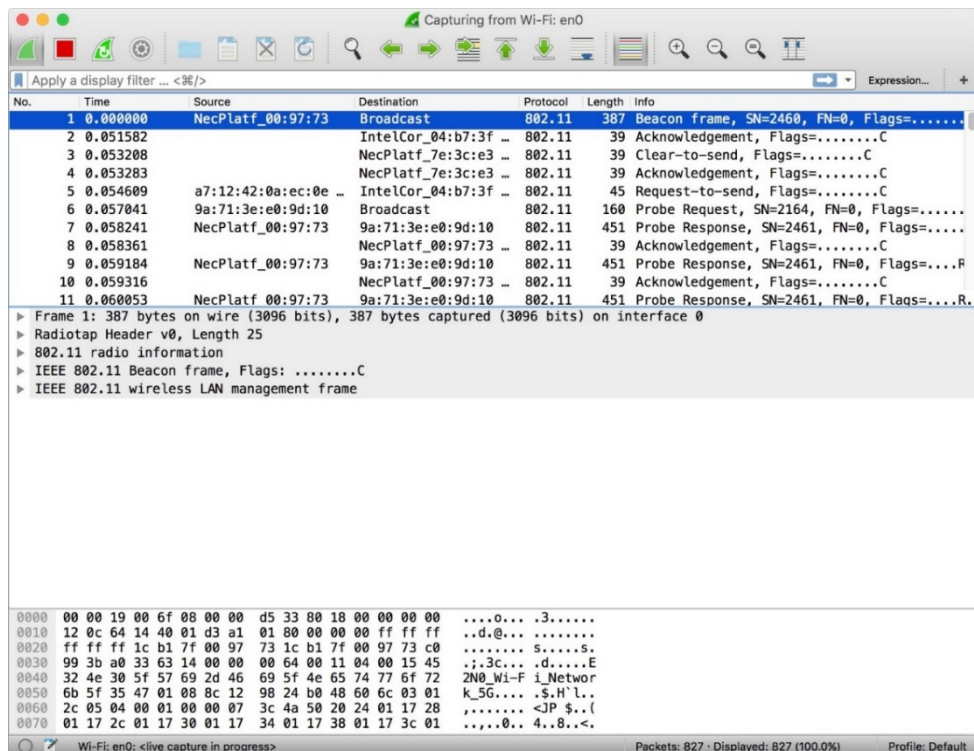 Capturing from Wi-Fi: en0
Apply a display filter ... <⌘/>
Expression... +
No. Time Source Destination Protocol Length Info
1 0.000000 NecPlatf_00:97:73 Broadcast 802.11 387 Beacon frame, SN=2460, FN=0, Flags=.......
2 0.051582 IntelCor_04:b7:3f … 802.11 39 Acknowledgement, Flags=........C
3 0.053208 NecPlatf_7e:3c:e3 … 802.11 39 Clear-to-send, Flags=........C
4 0.053283 NecPlatf_7e:3c:e3 … 802.11 39 Acknowledgement, Flags=........C
5 0.054609 a7:12:42:0a:ec:0e … IntelCor_04:b7:3f … 802.11 45 Request-to-send, Flags=........C
6 0.057041 9a:71:3e:e0:9d:10 Broadcast 802.11 160 Probe Request, SN=2164, FN=0, Flags=......
7 0.058241 NecPlatf_00:97:73 9a:71:3e:e0:9d:10 802.11 451 Probe Response, SN=2461, FN=0, Flags=.....
8 0.058361 NecPlatf_00:97:73 … 802.11 39 Acknowledgement, Flags=........C
9 0.059184 NecPlatf_00:97:73 9a:71:3e:e0:9d:10 802.11 451 Probe Response, SN=2461, FN=0, Flags=....R
10 0.059316 NecPlatf_00:97:73 … 802.11 39 Acknowledgement, Flags=........C
11 0.060053 NecPlatf_00:97:73 9a:71:3e:e0:9d:10 802.11 451 Probe Response, SN=2461, FN=0, Flags=....R.
Frame 1: 387 bytes on wire (3096 bits), 387 bytes captured (3096 bits) on interface 0
Radiotap Header v0, Length 25
802.11 radio information
IEEE 802.11 Beacon frame, Flags: ........C
IEEE 802.11 wireless LAN management frame
0000 00 00 19 00 6f 08 00 00 d5 33 80 18 00 00 00 00 ....o... .3......
0010 12 0c 64 14 40 01 d3 a1 01 80 00 00 00 ff ff ff ..d.@... ........
0020 ff ff ff 1c b1 7f 00 97 73 1c b1 7f 00 97 73 c0 ........ s.....s.
0030 99 3b a0 33 63 14 00 00 00 64 00 11 04 00 15 45 .;.3c... .d.....E
0040 32 4e 30 5f 57 69 2d 46 69 5f 4e 65 74 77 6f 72 2N0_Wi-F i_Networ
0050 6b 5f 35 47 01 08 8c 12 98 24 b0 48 60 6c 03 01 k_5G.... .$.H`l..
0060 2c 05 04 00 01 00 00 07 3c 4a 50 20 24 01 17 28 ,....... <JP $..(
0070 01 17 2c 01 17 30 01 17 34 01 17 38 01 17 3c 01 ..,..0.. 4..8..<.
Wi-Fi: en0: <live capture in progress> Packets: 827 · Displayed: 827 (100.0%) Profile: Default